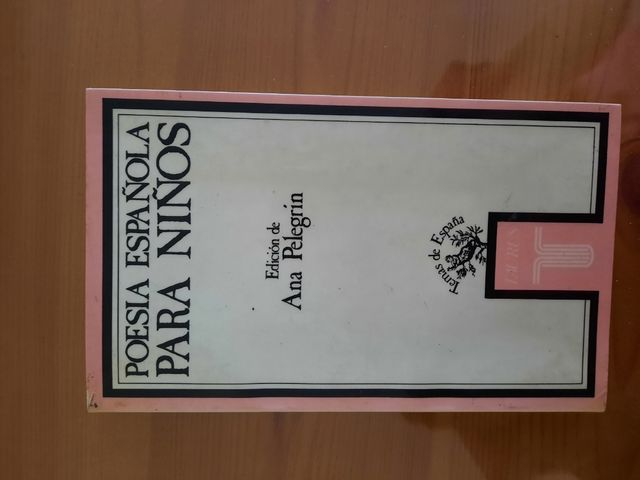 POESIA ESPAÑOLA
PARA NIÑOS
Edición de
Ana Pelegrín
Temas de España